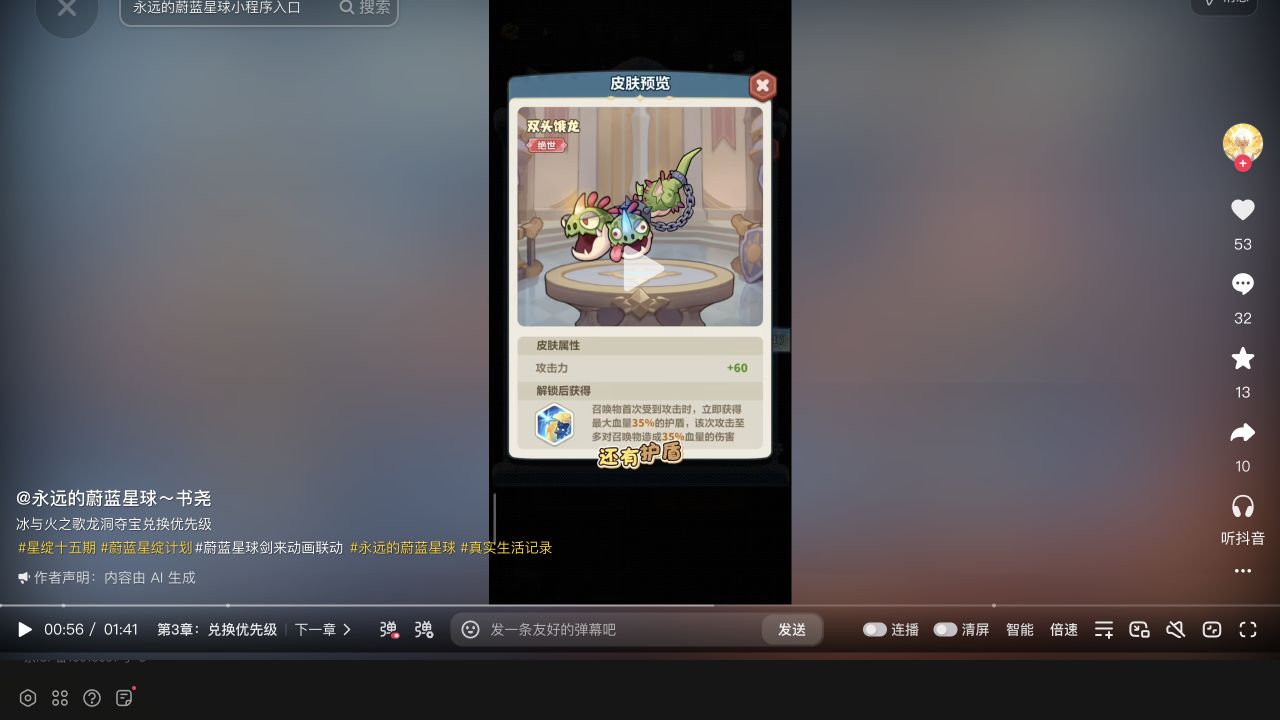 永远的蔚蓝星球小程序入口
搜索
皮肤预览
双头饿龙
绝世
皮肤属性
攻击力 +60
解锁后获得
召唤物首次受到攻击时，立即获得
最大血量35%的护盾，该次攻击至
多对召唤物造成35%血量的伤害
还有护盾
53
32
13
10
听抖音
@永远的蔚蓝星球～书尧
冰与火之歌龙洞夺宝兑换优先级
#星绽十五期 #蔚蓝星绽计划 #蔚蓝星球剑来动画联动 #永远的蔚蓝星球 #真实生活记录
作者声明：内容由 AI 生成
00:56 / 01:41 第3章：兑换优先级 下一章 弹 弹 发一条友好的弹幕吧 发送 连播 清屏 智能 倍速